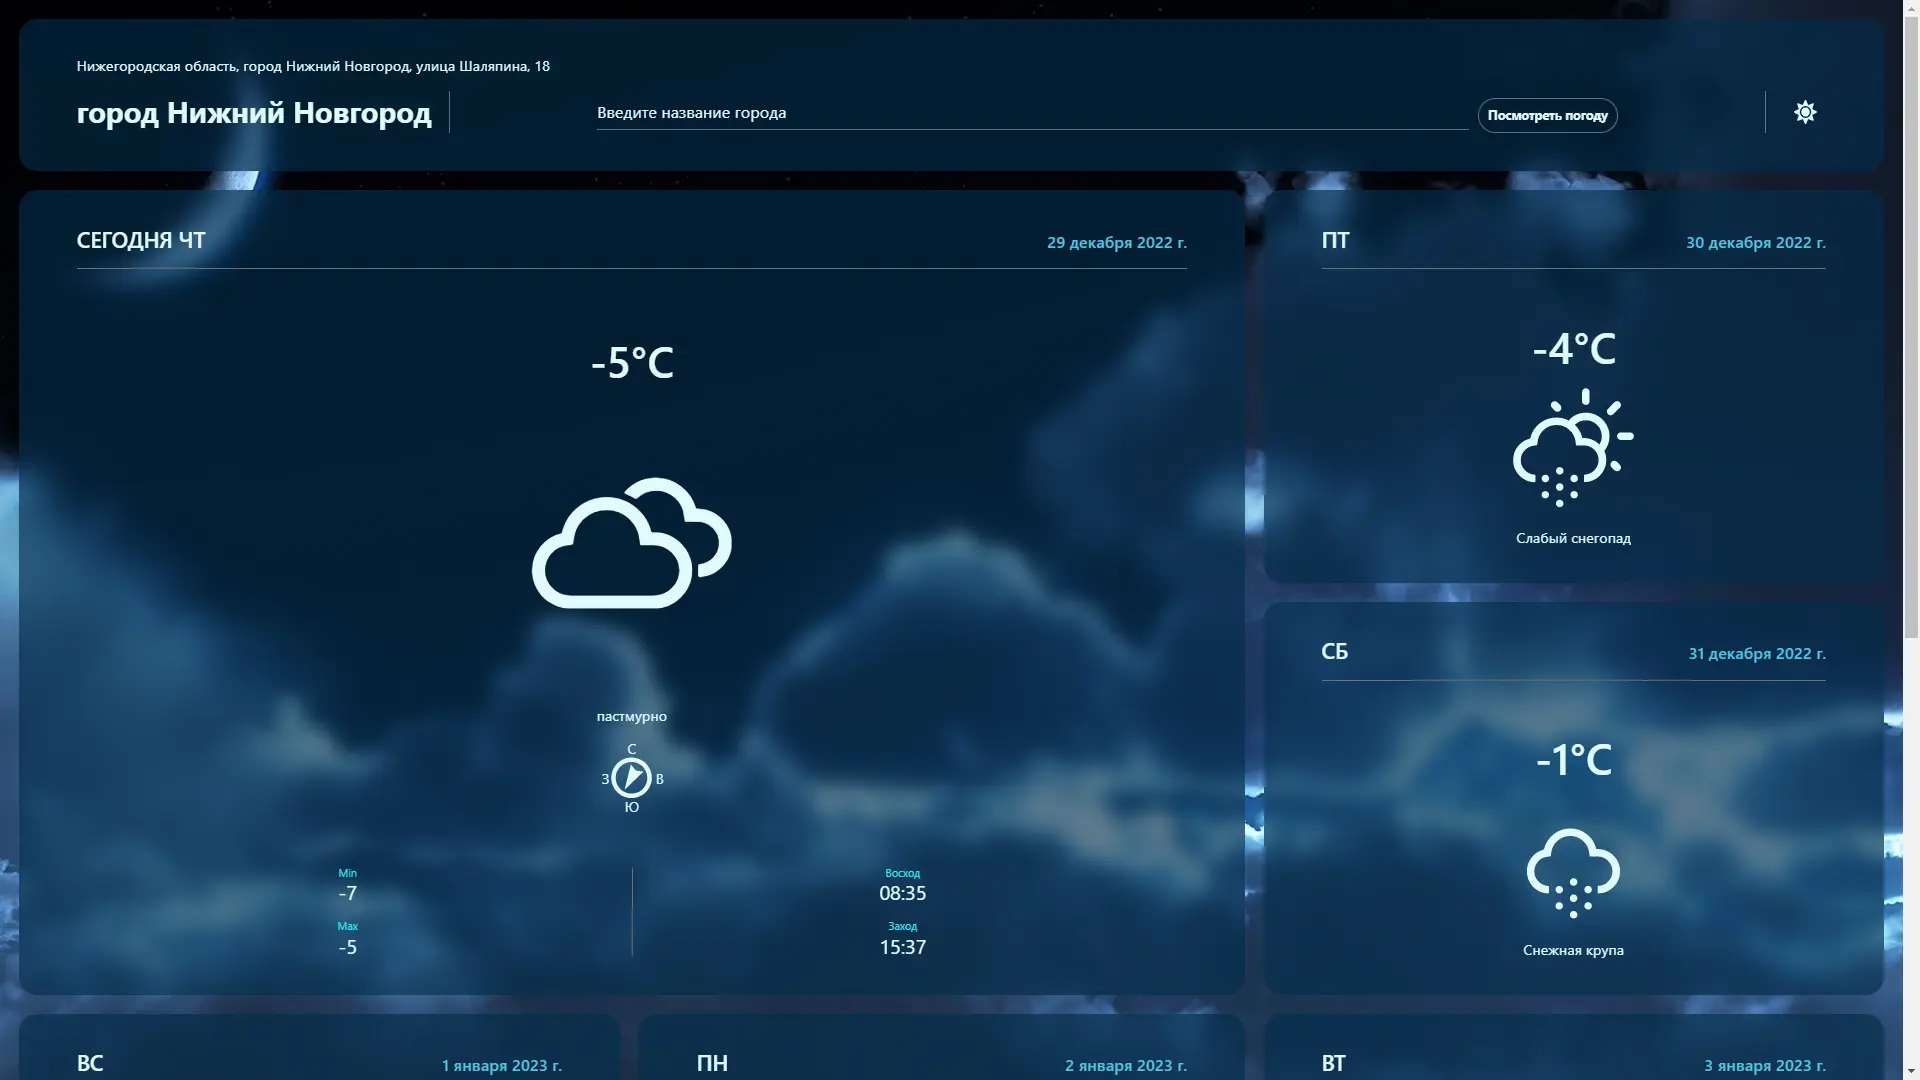 Нижегородская область, город Нижний Новгород, улица Шаляпина, 18
город Нижний Новгород
Введите название города
Посмотреть погоду
СЕГОДНЯ ЧТ
29 декабря 2022 г.
-5°C
пастмурно
С
З
В
Ю
Min
-7
Max
-5
Восход
08:35
Заход
15:37
ПТ
30 декабря 2022 г.
-4°C
Слабый снегопад
СБ
31 декабря 2022 г.
-1°C
Снежная крупа
ВС
1 января 2023 г.
ПН
2 января 2023 г.
ВТ
3 января 2023 г.